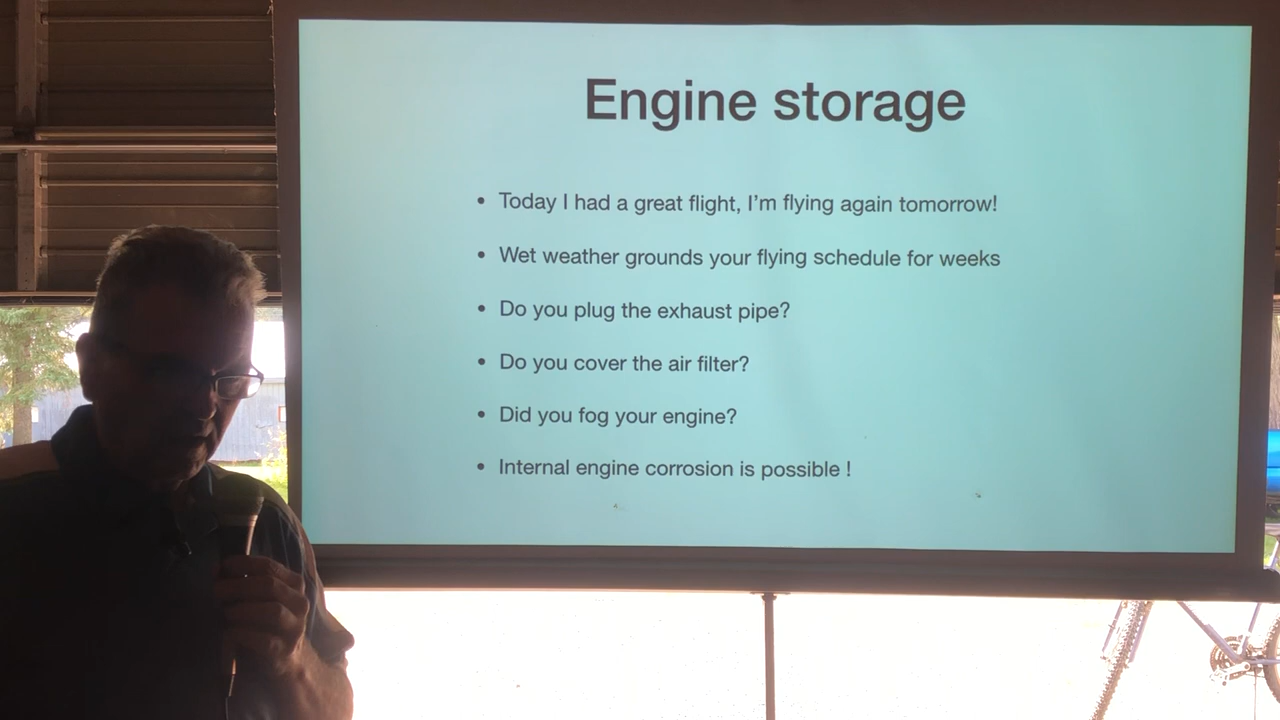 Engine storage
• Today I had a great flight, I'm flying again tomorrow!
• Wet weather grounds your flying schedule for weeks
• Do you plug the exhaust pipe?
• Do you cover the air filter?
• Did you fog your engine?
• Internal engine corrosion is possible !